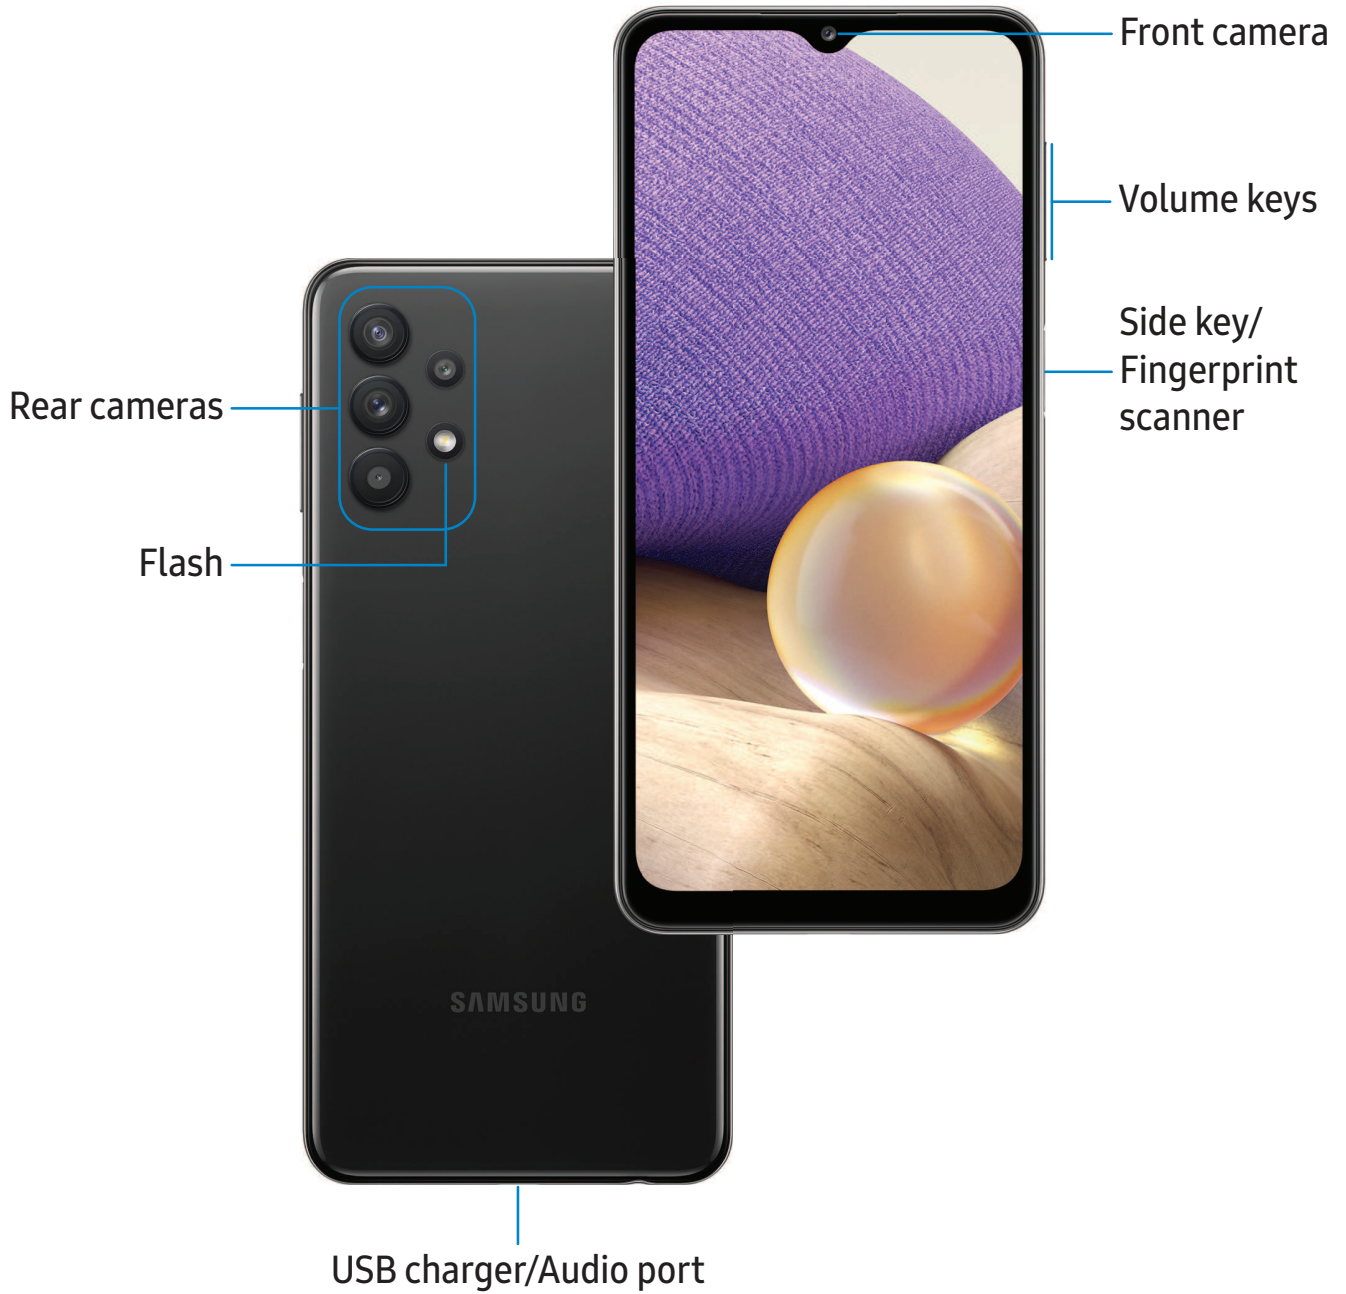 Front camera
Volume keys
Side key/
Fingerprint
scanner
Rear cameras
Flash
SAMSUNG
USB charger/Audio port